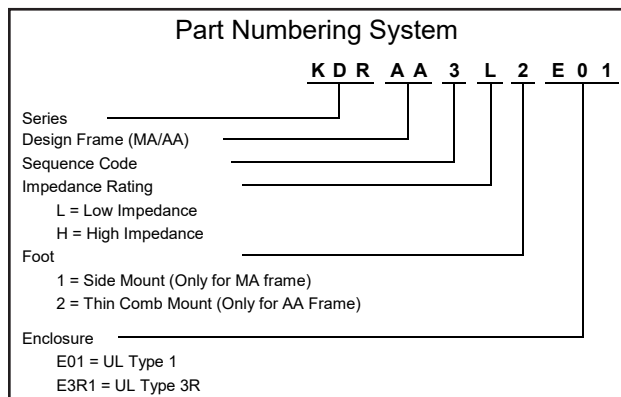 Part Numbering System
K D R A A 3 L 2 E 0 1
Series
Design Frame (MA/AA)
Sequence Code
Impedance Rating
L = Low Impedance
H = High Impedance
Foot
1 = Side Mount (Only for MA frame)
2 = Thin Comb Mount (Only for AA Frame)
Enclosure
E01 = UL Type 1
E3R1 = UL Type 3R